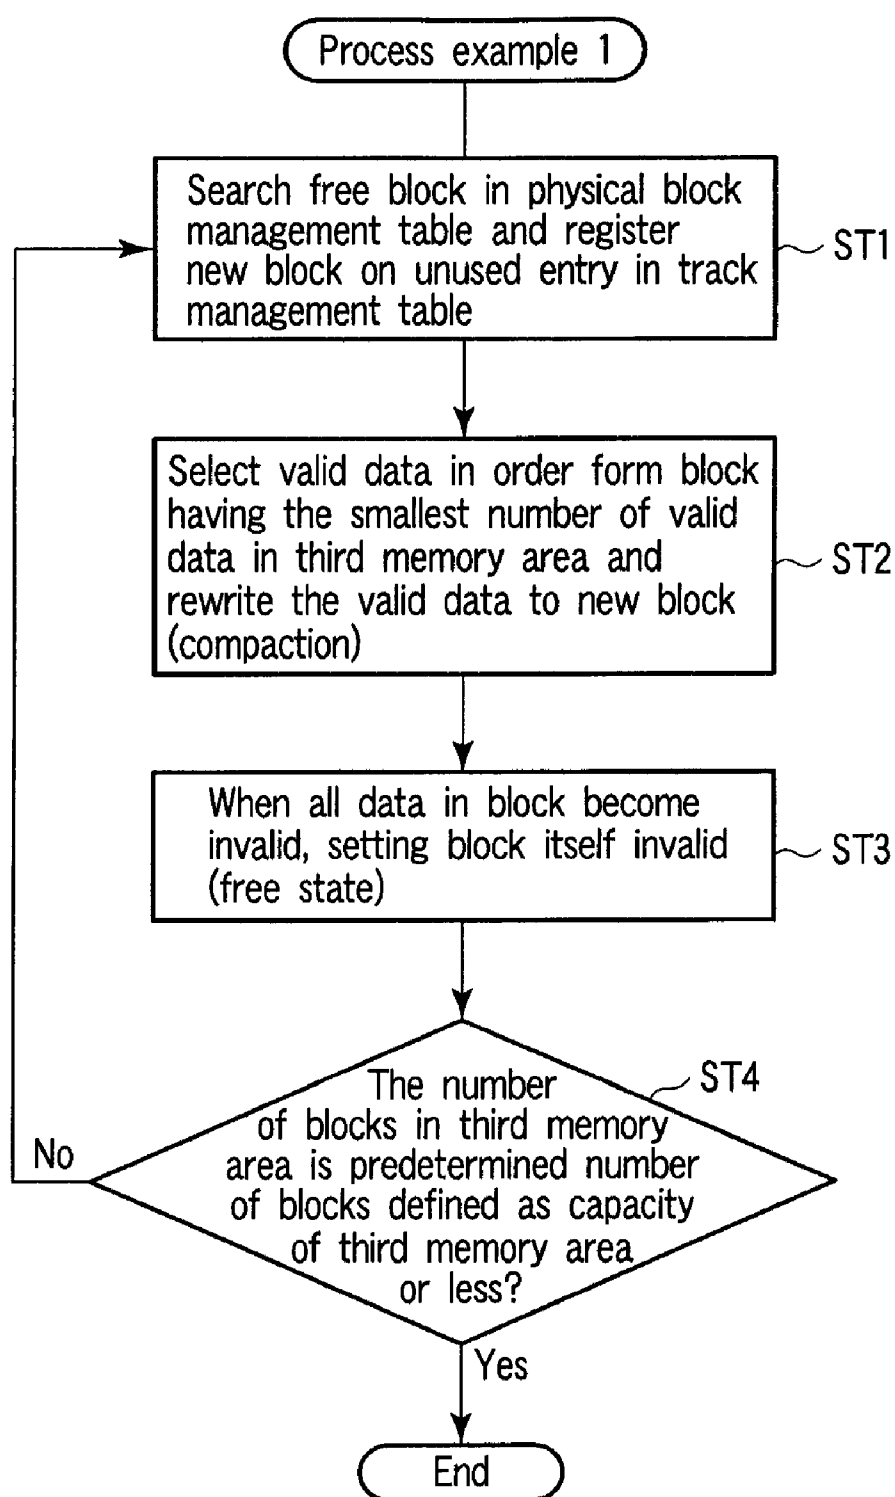 Process example 1
Search free block in physical block
management table and register
new block on unused entry in track
management table
ST1
Select valid data in order form block
having the smallest number of valid
data in third memory area and
rewrite the valid data to new block
(compaction)
ST2
When all data in block become
invalid, setting block itself invalid
(free state)
ST3
The number
of blocks in third memory
area is predetermined number
of blocks defined as capacity
of third memory area
or less?
ST4
No
Yes
End